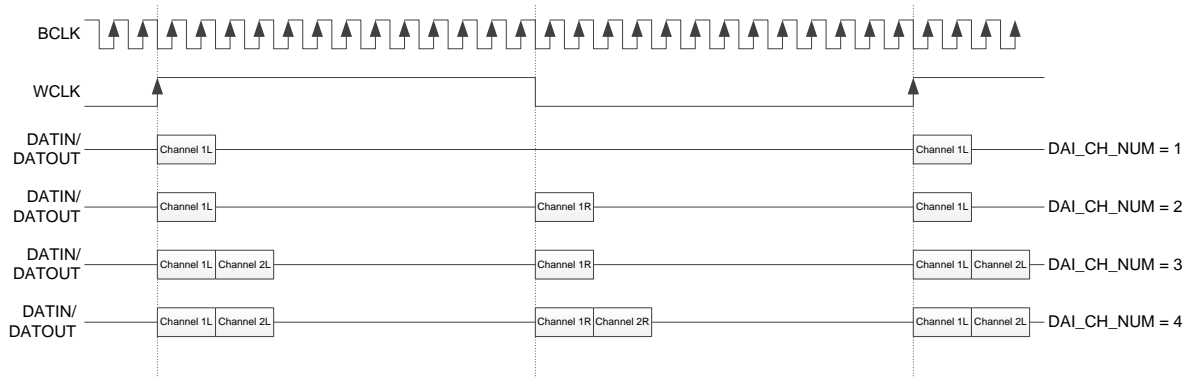 BCLK
WCLK
DATIN/
DATOUT
Channel 1L
Channel 1L
DAI_CH_NUM = 1
DATIN/
DATOUT
Channel 1L
Channel 1R
Channel 1L
DAI_CH_NUM = 2
DATIN/
DATOUT
Channel 1L
Channel 2L
Channel 1R
Channel 1L
Channel 2L
DAI_CH_NUM = 3
DATIN/
DATOUT
Channel 1L
Channel 2L
Channel 1R
Channel 2R
Channel 1L
Channel 2L
DAI_CH_NUM = 4